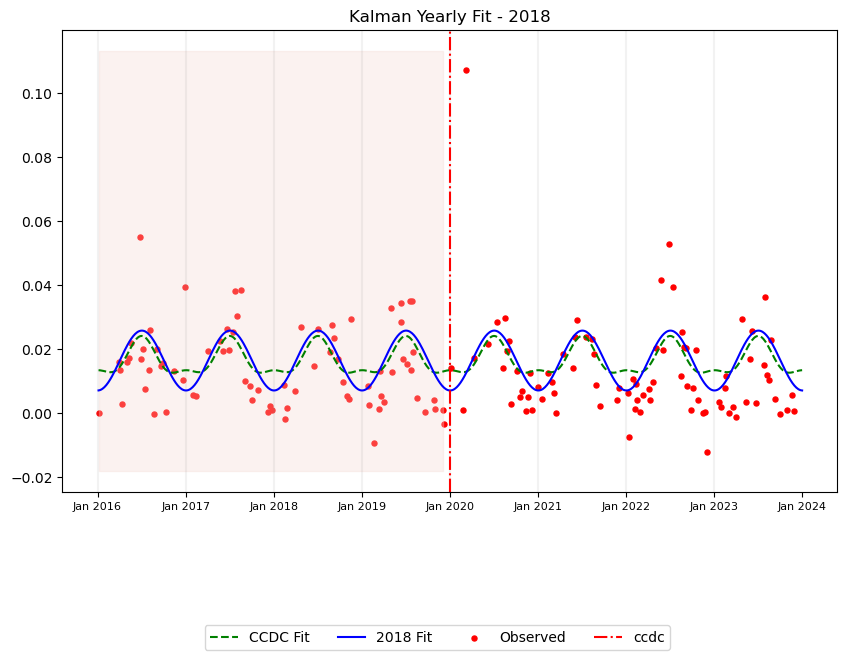 Kalman Yearly Fit - 2018
0.10
0.08
0.06
0.04
0.02
0.00
−0.02
Jan 2016 Jan 2017 Jan 2018 Jan 2019 Jan 2020 Jan 2021 Jan 2022 Jan 2023 Jan 2024
CCDC Fit 2018 Fit Observed ccdc